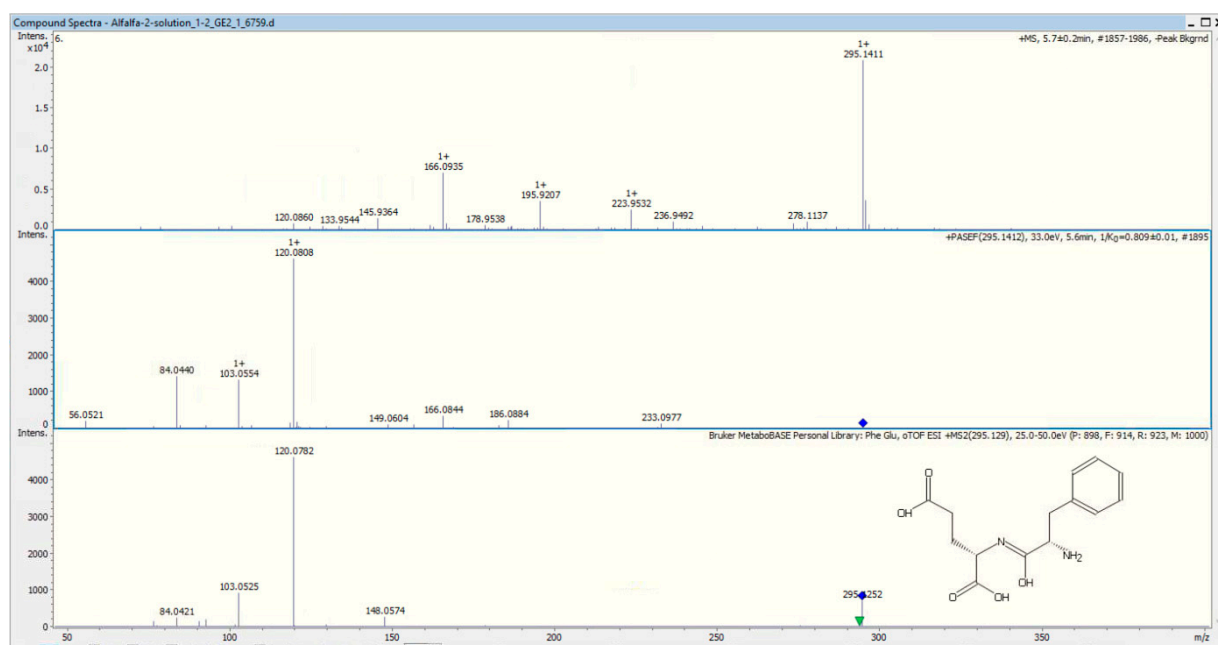 Compound Spectra - Alfalfa-2-solution_1-2_GE2_1_6759.d
Intens. 6. +MS, 5.7±0.2min, #1857-1986, -Peak Bkgrnd
x10⁴ 1+
295.1411
2.0
1.5
1.0
1+
166.0935
0.5 1+
195.9207
1+
223.9532
120.0860 133.9544 145.9364 178.9538 236.9492 278.1137
0.0
Intens. +PASEF(295.1412), 33.0eV, 5.6min, 1/K₀=0.809±0.01, #1895
1+
120.0808
4000
3000
2000
84.0440 1+
103.0554
1000
56.0521 149.0604 166.0844 186.0884 233.0977
0
Intens. Bruker MetaboBASE Personal Library: Phe Glu, oTOF ESI +MS2(295.129), 25.0-50.0eV (P: 898, F: 914, R: 923, M: 1000)
120.0782
4000
O
OH
3000
N
NH₂
2000
OH
O OH
1000 103.0525
84.0421 148.0574
0
50 100 150 200 250 300 350 m/z